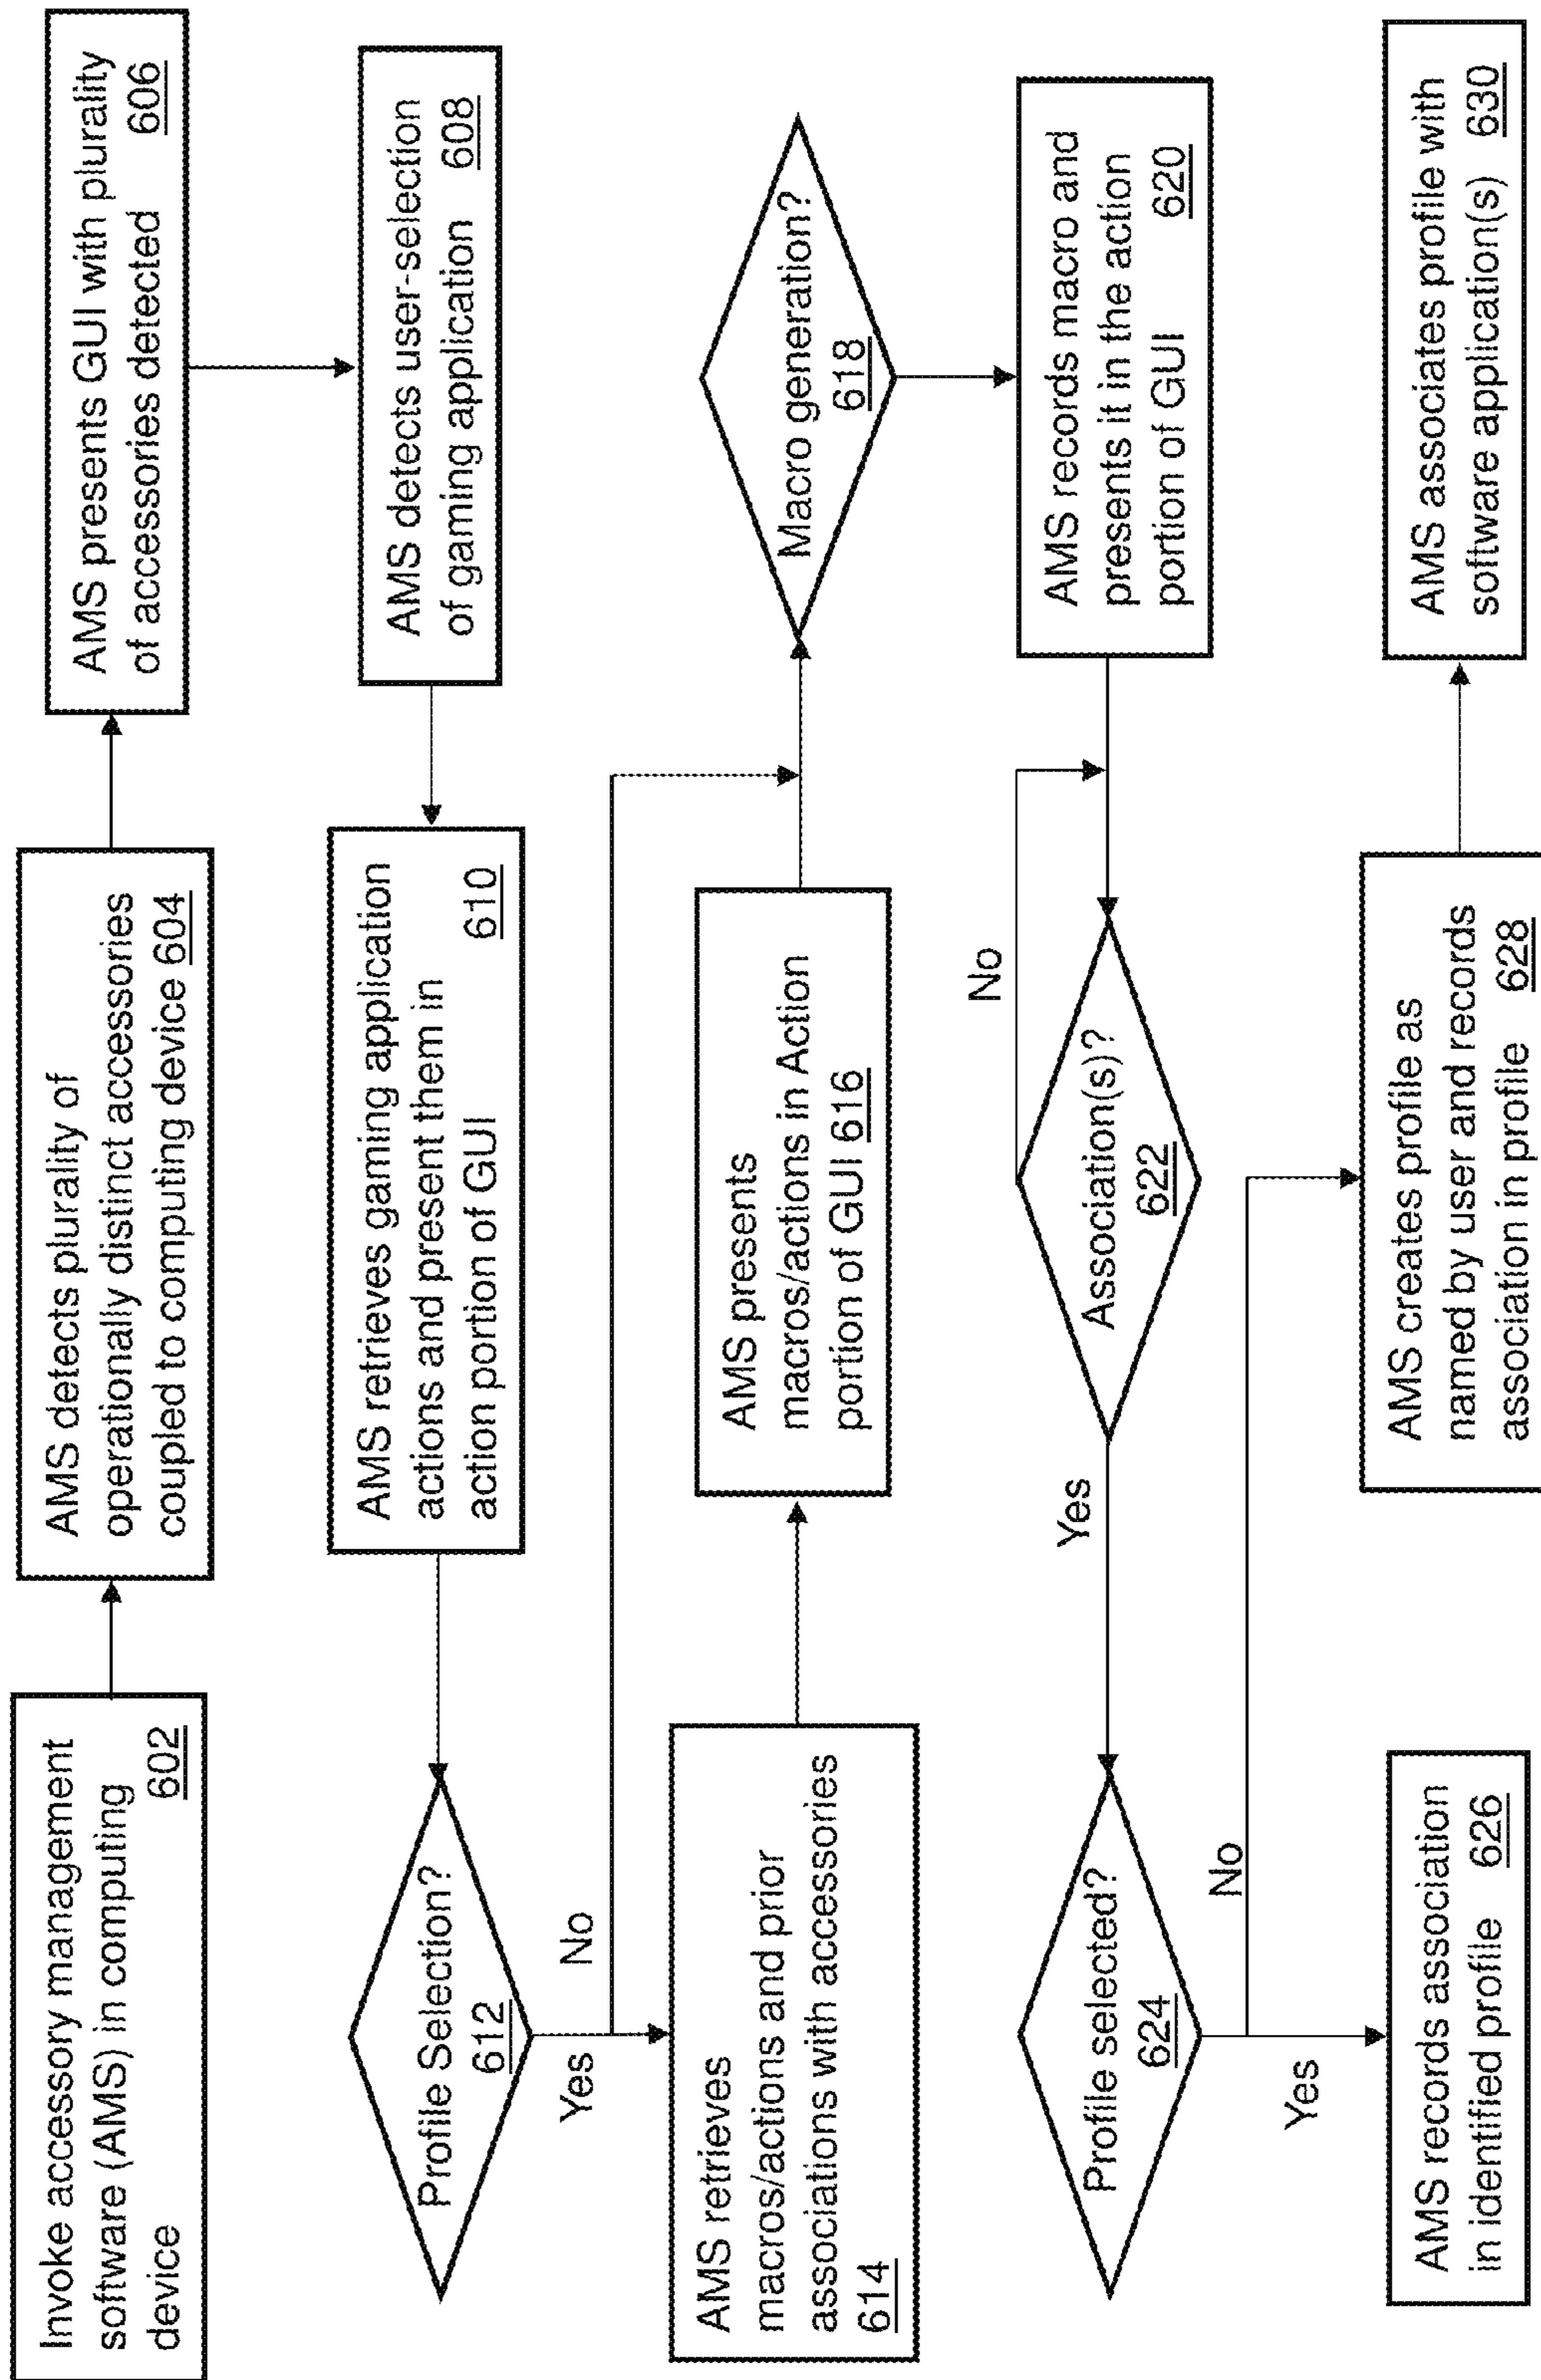 Invoke accessory management
software (AMS) in computing
device 602
AMS detects plurality of
operationally distinct accessories
coupled to computing device 604
AMS presents GUI with plurality
of accessories detected 606
AMS detects user-selection
of gaming application 608
AMS retrieves gaming application
actions and present them in
action portion of GUI 610
Profile Selection?
612
Yes
No
AMS retrieves
macros/actions and prior
associations with accessories
614
AMS presents
macros/actions in Action
portion of GUI 616
Macro generation?
618
AMS records macro and
presents it in the action
portion of GUI 620
Association(s)?
622
No
Yes
Profile selected?
624
Yes
No
AMS records association
in identified profile 626
AMS creates profile as
named by user and records
association in profile 628
AMS associates profile with
software application(s) 630